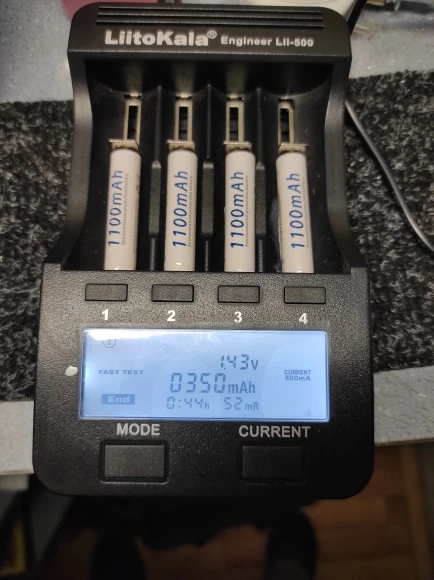 LiitoKala® Engineer Lii-500
1100mAh
1100mAh
1100mAh
1100mAh
1 2 3 4
1
1.43V
FAST TEST
CURRENT
500mA
0350mAh
End
0:44h 52mR
MODE CURRENT